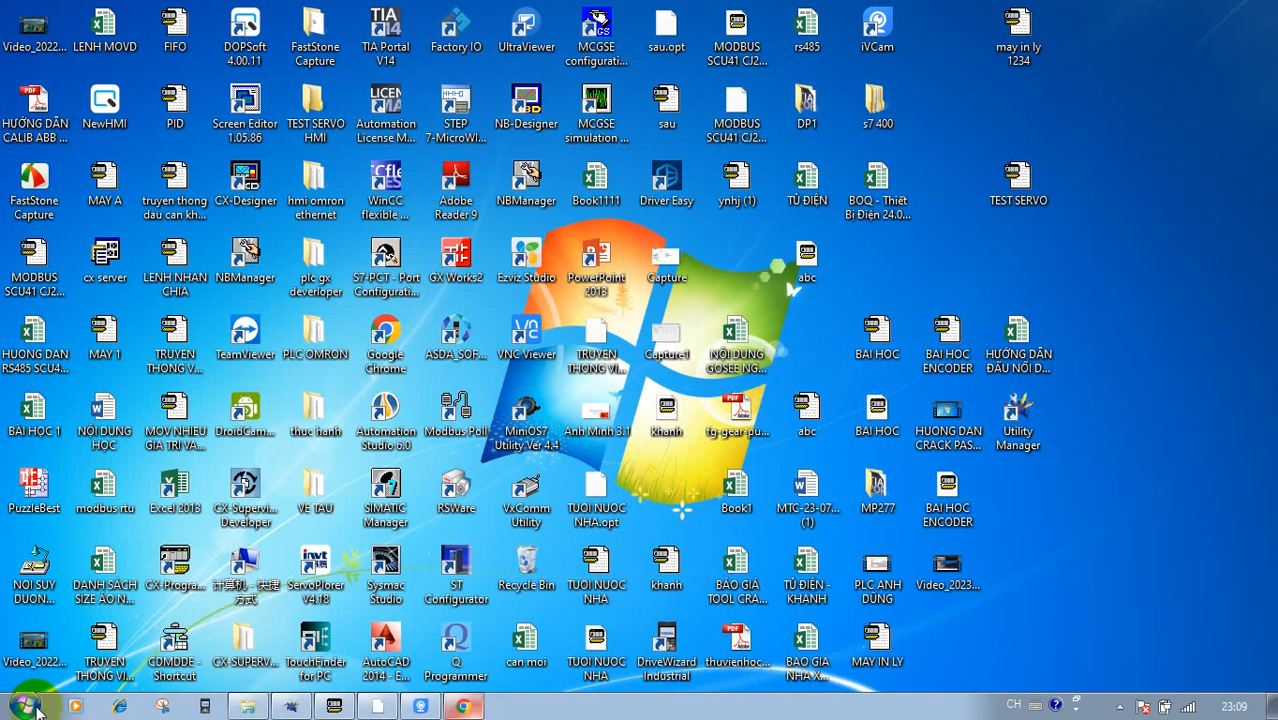 Video_2022...
LENH MOVD
FIFO
DOPSoft
4.00.11
FastStone
Capture
TIA Portal
V14
Factory IO
UltraViewer
MCGSE
configurati...
sau.opt
MODBUS
SCU41 CJ2...
rs485
iVCam
may in ly
1234
HƯỚNG DẪN
CALIB ABB ...
NewHMI
PID
Screen Editor
1.05.86
TEST SERVO
HMI
Automation
License M...
STEP
7-MicroWI...
NB-Designer
MCGSE
simulation ...
sau
MODBUS
SCU41 CJ2...
DP1
s7 400
FastStone
Capture
MAY A
truyen thong
dau can kh...
CX-Designer
hmi omron
ethernet
WinCC
flexible ...
Adobe
Reader 9
NBManager
Book1111
Driver Easy
ynhj (1)
TỦ ĐIỆN
BOQ - Thiết
Bị Điện 24.0...
TEST SERVO
MODBUS
SCU41 CJ2...
cx server
LENH NHAN
CHIA
NBManager
plc gx
deverloper
S7-PCT - Port
Configurati...
GX Works2
Ezviz Studio
PowerPoint
2013
Capture
abc
HUONG DAN
RS485 SCU4...
MAY 1
TRUYEN
THONG V...
TeamViewer
PLC OMRON
Google
Chrome
ASDA_SOF...
VNC Viewer
TRUYEN
THONG VI...
Capture1
NỘI DUNG
GOSEE NG...
BAI HOC
BAI HOC
ENCODER
HƯỚNG DẪN
ĐẤU NỐI D...
BÀI HỌC 1
NỘI DUNG
HỌC
MOV NHIEU
GIA TRI VA...
DroidCam...
thuc hanh
Automation
Studio 6.0
Modbus Poll
MiniOS7
Utility Ver 4.4
Anh Minh 3.1
khanh
fg-gear-pu...
abc
BAI HOC
HUONG DAN
CRACK PAS...
Utility
Manager
PuzzleBest
modbus rtu
Excel 2013
CX-Supervi...
Developer
VE TAU
SIMATIC
Manager
RSWare
VxComm
Utility
TUOI NUOC
NHA.opt
Book1
MTC-23-07...
(1)
MP277
BAI HOC
ENCODER
NOI SUY
DUON...
DANH SÁCH
SIZE ÁO N...
CX-Progra...
计算机 - 快捷
方式
ServoPlorer
V4.18
Sysmac
Studio
ST
Configurator
Recycle Bin
TUOI NUOC
NHA
khanh
BÁO GIÁ
TOOL CRA...
TỦ ĐIỆN -
KHANH
PLC ANH
DŨNG
Video_2023...
Video_2022...
TRUYEN
THONG VI...
CDMDDE -
Shortcut
CX-SUPERV...
TouchFinder
for PC
AutoCAD
2014 - E...
Q
Programmer
can moi
TUOI NUOC
NHA
DriveWizard
Industrial
thuvienhoc...
BAO GIA
NHA X...
MAY IN LY
CH
23:09